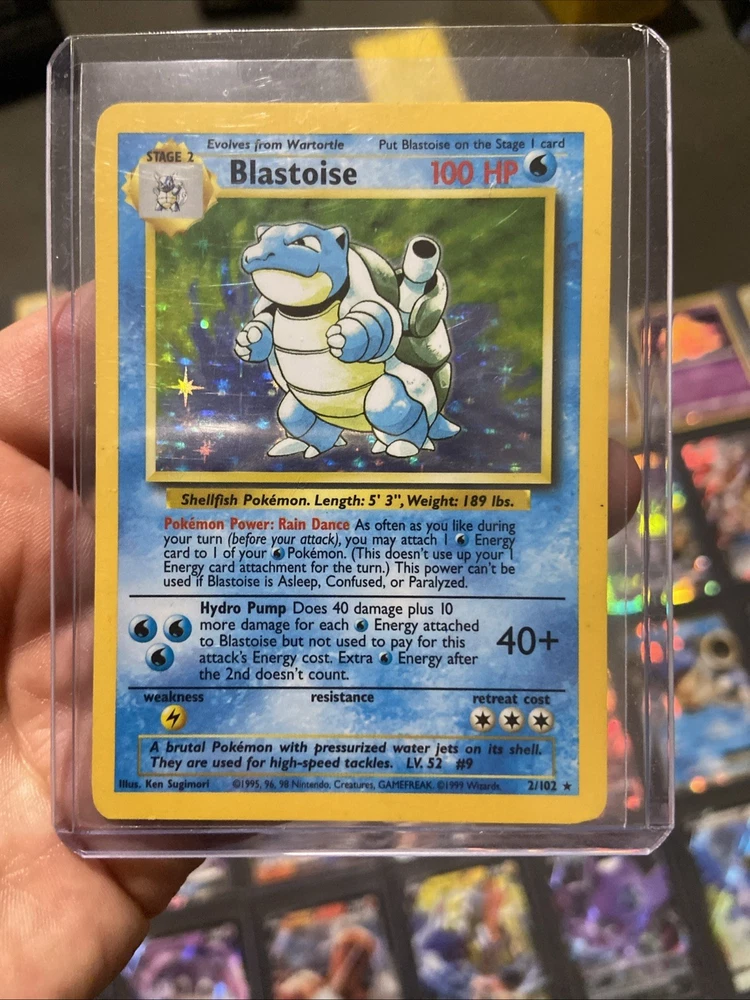 Evolves from Wartortle Put Blastoise on the Stage 1 card
STAGE 2
Blastoise 100 HP
Shellfish Pokémon. Length: 5' 3", Weight: 189 lbs.
Pokémon Power: Rain Dance As often as you like during
your turn (before your attack), you may attach 1 Energy
card to 1 of your Pokémon. (This doesn't use up your 1
Energy card attachment for the turn.) This power can't be
used if Blastoise is Asleep, Confused, or Paralyzed.
Hydro Pump Does 40 damage plus 10
more damage for each Energy attached
to Blastoise but not used to pay for this
attack's Energy cost. Extra Energy after
the 2nd doesn't count.
40+
weakness resistance retreat cost
A brutal Pokémon with pressurized water jets on its shell.
They are used for high-speed tackles. LV. 52 #9
Illus. Ken Sugimori ©1995, 96, 98 Nintendo, Creatures, GAMEFREAK. ©1999 Wizards. 2/102